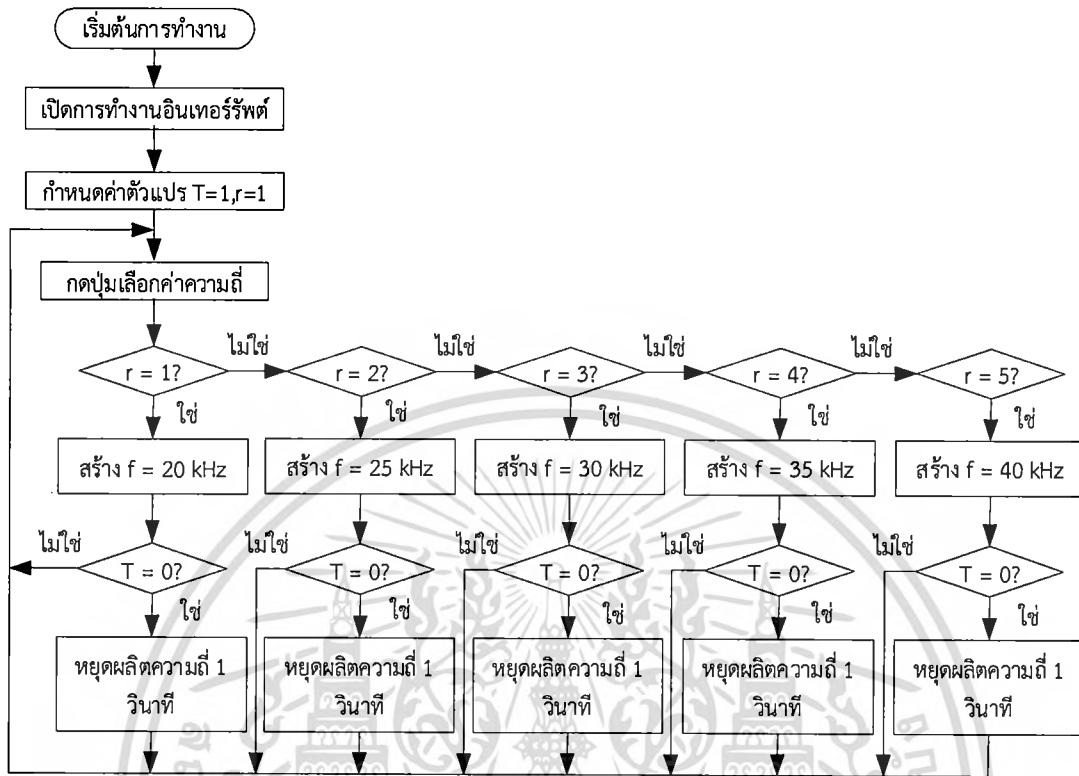 เริ่มต้นการทำงาน
เปิดการทำงานอินเทอร์รัพต์
กำหนดค่าตัวแปร T=1,r=1
กดปุ่มเลือกค่าความถี่
ไม่ใช่ ไม่ใช่ ไม่ใช่ ไม่ใช่
r = 1? r = 2? r = 3? r = 4? r = 5?
ใช่ ใช่ ใช่ ใช่ ใช่
สร้าง f = 20 kHz สร้าง f = 25 kHz สร้าง f = 30 kHz สร้าง f = 35 kHz สร้าง f = 40 kHz
ไม่ใช่ ไม่ใช่ ไม่ใช่ ไม่ใช่ ไม่ใช่
T = 0? T = 0? T = 0? T = 0? T = 0?
ใช่ ใช่ ใช่ ใช่ ใช่
หยุดผลิตความถี่ 1 หยุดผลิตความถี่ 1 หยุดผลิตความถี่ 1 หยุดผลิตความถี่ 1 หยุดผลิตความถี่ 1
วินาที วินาที วินาที วินาที วินาที